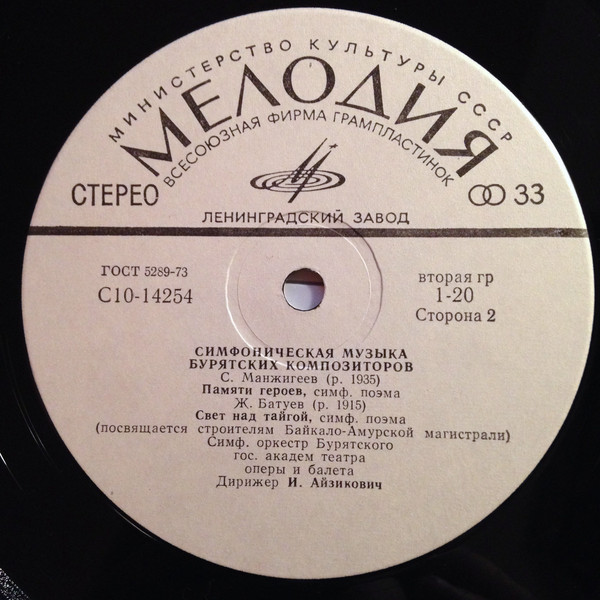 МИНИСТЕРСТВО КУЛЬТУРЫ СССР
МЕЛОДИЯ
ВСЕСОЮЗНАЯ ФИРМА ГРАМПЛАСТИНОК
СТЕРЕО
33
ЛЕНИНГРАДСКИЙ ЗАВОД
ГОСТ 5289-73
С10-14254
вторая гр
1-20
Сторона 2
СИМФОНИЧЕСКАЯ МУЗЫКА
БУРЯТСКИХ КОМПОЗИТОРОВ
С. Манжигеев (р. 1935)
Памяти героев, симф. поэма
Ж. Батуев (р. 1915)
Свет над тайгой, симф. поэма
(посвящается строителям Байкало-Амурской магистрали)
Симф. оркестр Бурятского
гос. академ театра
оперы и балета
Дирижер И. Айзикович